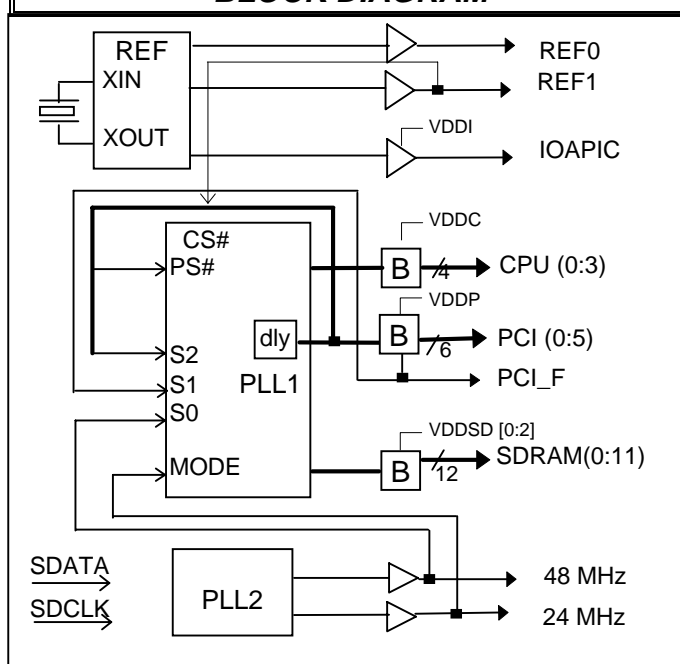 BLOCK DIAGRAM
REF
XIN
XOUT
REF0
REF1
VDDI
IOAPIC
CS#
PS#
S2
S1
S0
MODE
dly
PLL1
VDDC
B
4
CPU (0:3)
VDDP
B
6
PCI (0:5)
PCI_F
VDDSD [0:2]
B
12
SDRAM(0:11)
SDATA
SDCLK
PLL2
48 MHz
24 MHz